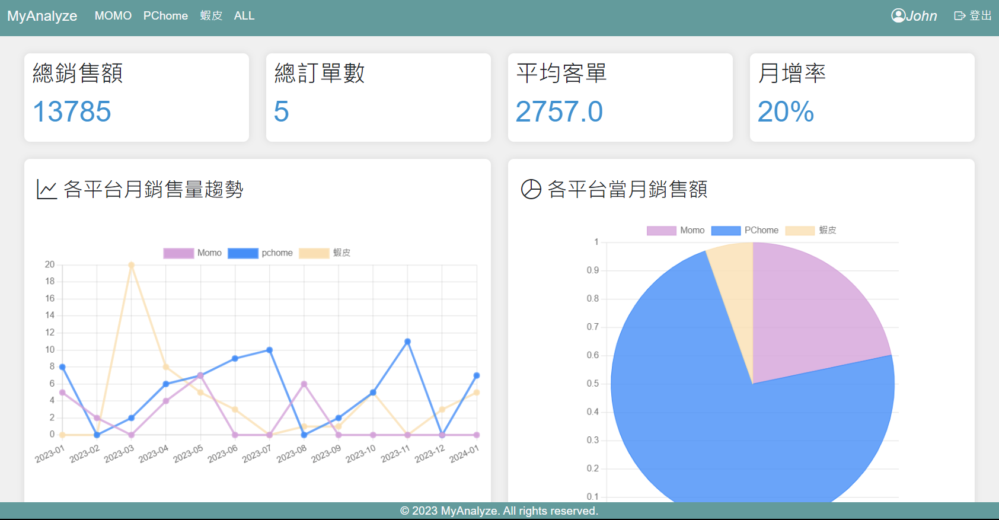 MyAnalyze MOMO PChome 蝦皮 ALL John 登出
總銷售額
13785
總訂單數
5
平均客單
2757.0
月增率
20%
各平台月銷售量趨勢
Momo pchome 蝦皮
20
18
16
14
12
10
8
6
4
2
0
2023-01 2023-02 2023-03 2023-04 2023-05 2023-06 2023-07 2023-08 2023-09 2023-10 2023-11 2023-12 2024-01
各平台當月銷售額
Momo PChome 蝦皮
1
0.9
0.8
0.7
0.6
0.5
0.4
0.3
0.2
0.1
© 2023 MyAnalyze. All rights reserved.